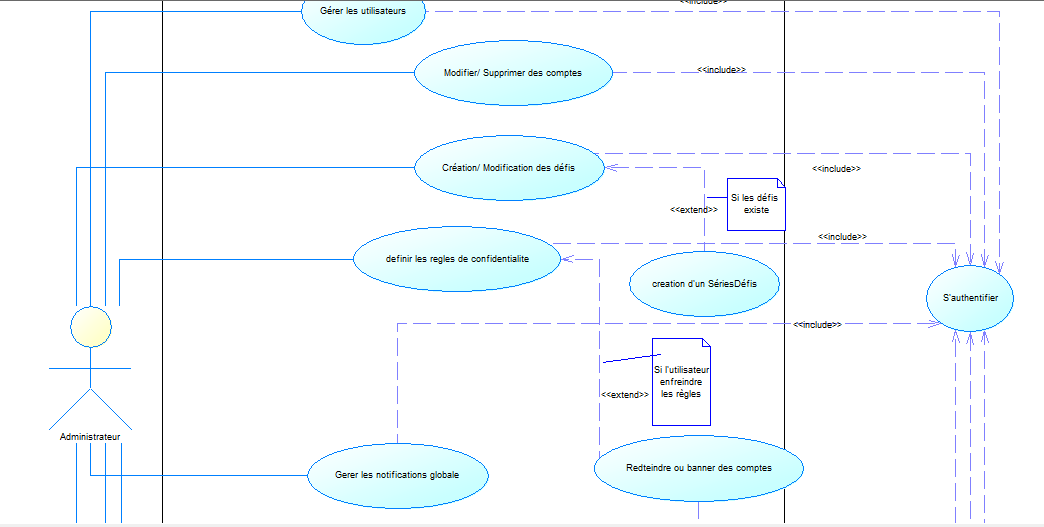 <<include>>
Gérer les utilisateurs
Modifier/ Supprimer des comptes
<<include>>
Création/ Modification des défis
<<include>>
Si les défis
existe
<<extend>>
<<include>>
definir les regles de confidentialite
creation d'un SériesDéfis
S'authentifier
<<include>>
Si l'utilisateur
enfreindre
les règles
<<extend>>
Administrateur
Gerer les notifications globale
Redteindre ou banner des comptes